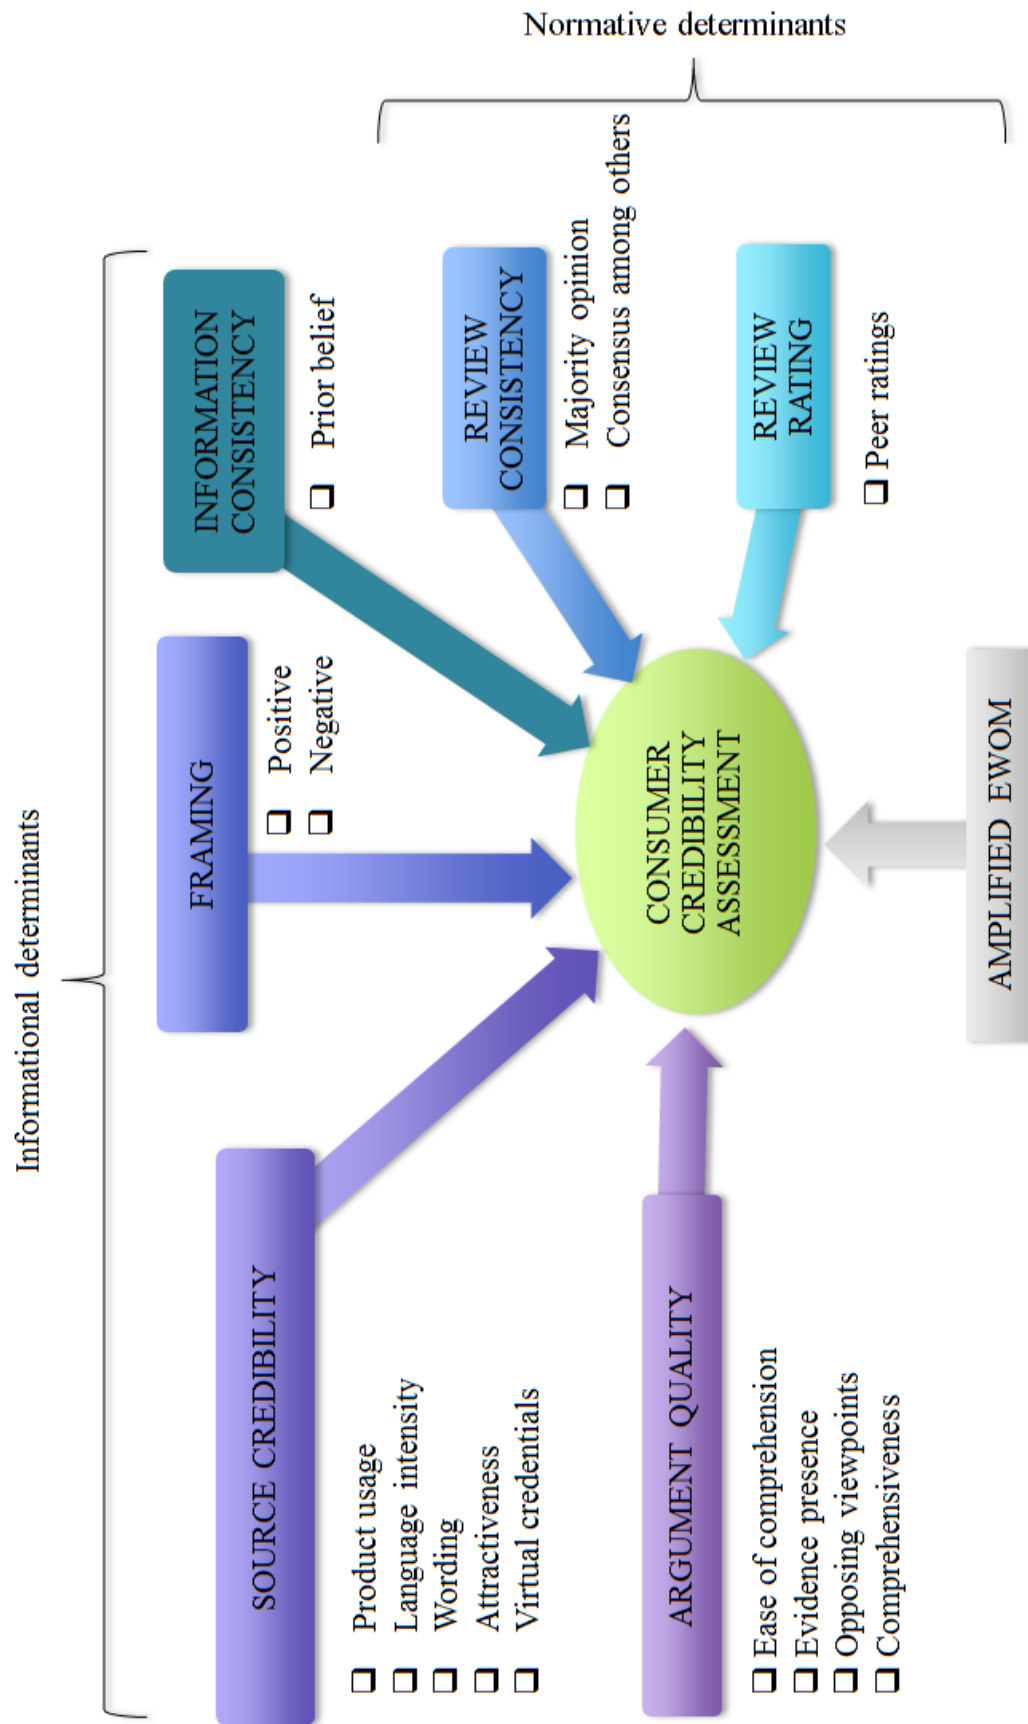 Informational determinants
SOURCE CREDIBILITY
❑ Product usage
❑ Language intensity
❑ Wording
❑ Attractiveness
❑ Virtual credentials
FRAMING
❑ Positive
❑ Negative
INFORMATION
CONSISTENCY
❑ Prior belief
Normative determinants
REVIEW
CONSISTENCY
❑ Majority opinion
❑ Consensus among others
REVIEW
RATING
❑ Peer ratings
CONSUMER
CREDIBILITY
ASSESSMENT
ARGUMENT QUALITY
❑ Ease of comprehension
❑ Evidence presence
❑ Opposing viewpoints
❑ Comprehensiveness
AMPLIFIED EWOM